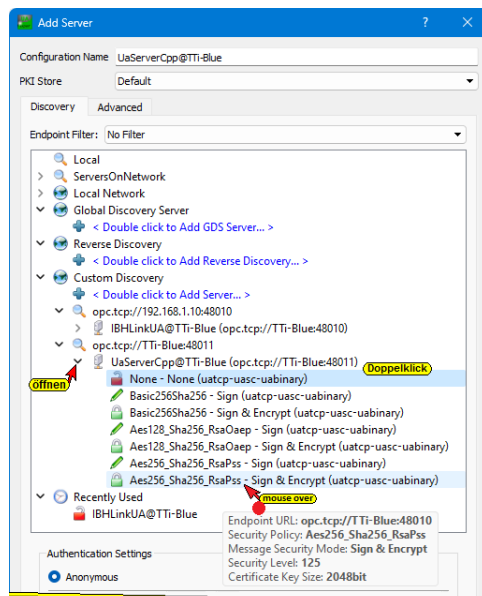 Add Server ? ×
Configuration Name UaServerCpp@TTi-Blue
PKI Store Default
Discovery Advanced
Endpoint Filter: No Filter
Local
ServersOnNetwork
Local Network
Global Discovery Server
< Double click to Add GDS Server... >
Reverse Discovery
< Double click to Add Reverse Discovery... >
Custom Discovery
< Double click to Add Server... >
opc.tcp://192.168.1.10:48010
IBHLinkUA@TTi-Blue (opc.tcp://TTi-Blue:48010)
opc.tcp://TTi-Blue:48011
UaServerCpp@TTi-Blue (opc.tcp://TTi-Blue:48011)
Doppelklick
öffnen
None - None (uatcp-uasc-uabinary)
Basic256Sha256 - Sign (uatcp-uasc-uabinary)
Basic256Sha256 - Sign & Encrypt (uatcp-uasc-uabinary)
Aes128_Sha256_RsaOaep - Sign (uatcp-uasc-uabinary)
Aes128_Sha256_RsaOaep - Sign & Encrypt (uatcp-uasc-uabinary)
Aes256_Sha256_RsaPss - Sign (uatcp-uasc-uabinary)
Aes256_Sha256_RsaPss - Sign & Encrypt (uatcp-uasc-uabinary)
Recently Used
mouse over
IBHLinkUA@TTi-Blue
Endpoint URL: opc.tcp://TTi-Blue:48010
Security Policy: Aes256_Sha256_RsaPss
Message Security Mode: Sign & Encrypt
Security Level: 125
Certificate Key Size: 2048bit
Authentication Settings
Anonymous